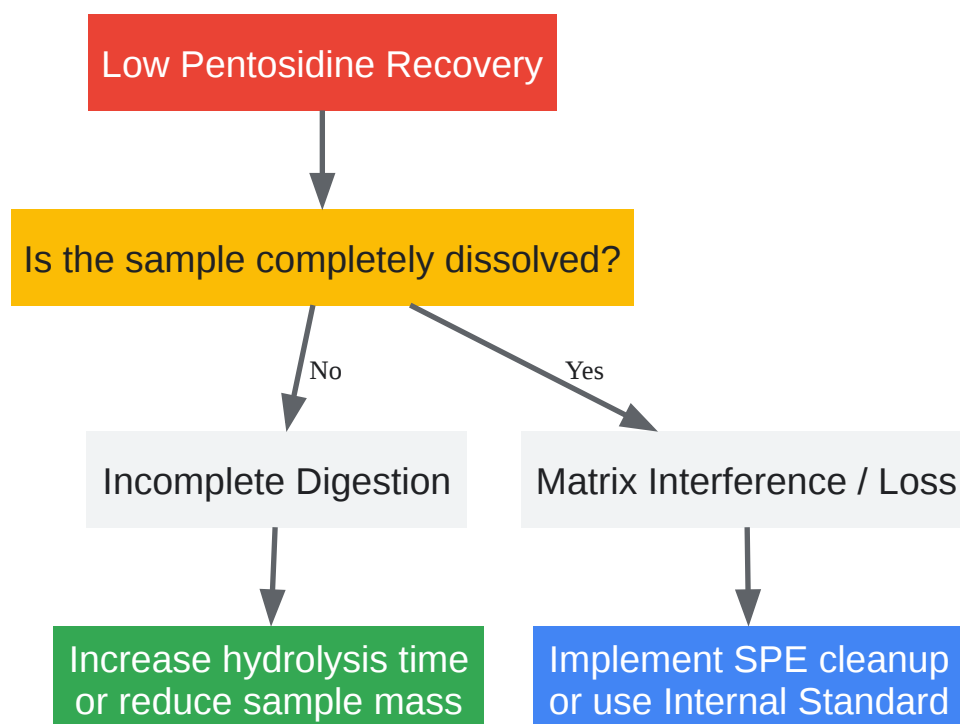 Low Pentosidine Recovery
Is the sample completely dissolved?
No
Yes
Incomplete Digestion
Matrix Interference / Loss
Increase hydrolysis time
or reduce sample mass
Implement SPE cleanup
or use Internal Standard